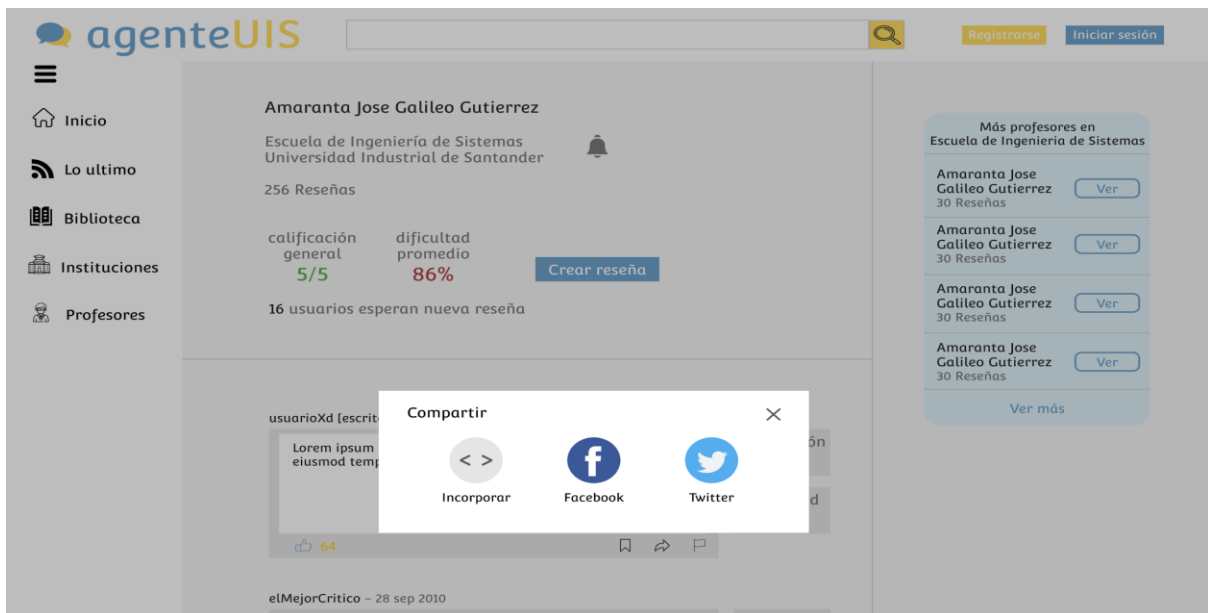 agenteUIS
Registrarse
Iniciar sesión
Inicio
Lo ultimo
Biblioteca
Instituciones
Profesores
Amaranta Jose Galileo Gutierrez
Escuela de Ingeniería de Sistemas
Universidad Industrial de Santander
256 Reseñas
calificación
general
5/5
dificultad
promedio
86%
Crear reseña
16 usuarios esperan nueva reseña
Más profesores en
Escuela de Ingenieria de Sistemas
Amaranta Jose
Galileo Gutierrez
30 Reseñas
Ver
Amaranta Jose
Galileo Gutierrez
30 Reseñas
Ver
Amaranta Jose
Galileo Gutierrez
30 Reseñas
Ver
Amaranta Jose
Galileo Gutierrez
30 Reseñas
Ver
Ver más
usuarioXd [escrit
Lorem ipsum
eiusmod temp
ón
d
Compartir
< >
Incorporar
Facebook
Twitter
64
elMejorCritico – 28 sep 2010